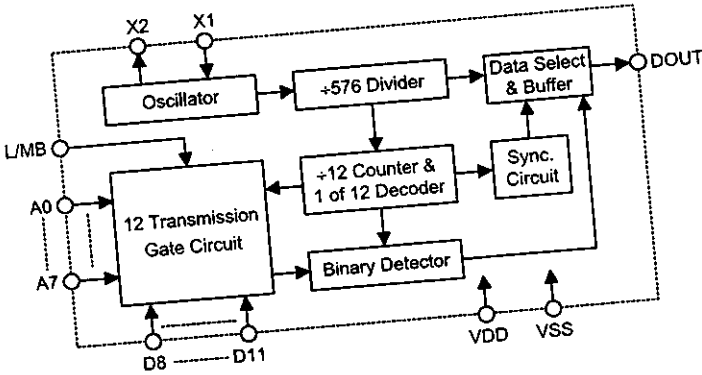 X2
X1
Oscillator
÷576 Divider
Data Select
& Buffer
DOUT
L/MB
÷12 Counter &
1 of 12 Decoder
Sync.
Circuit
A0
12 Transmission
Gate Circuit
A7
Binary Detector
D8
D11
VDD
VSS